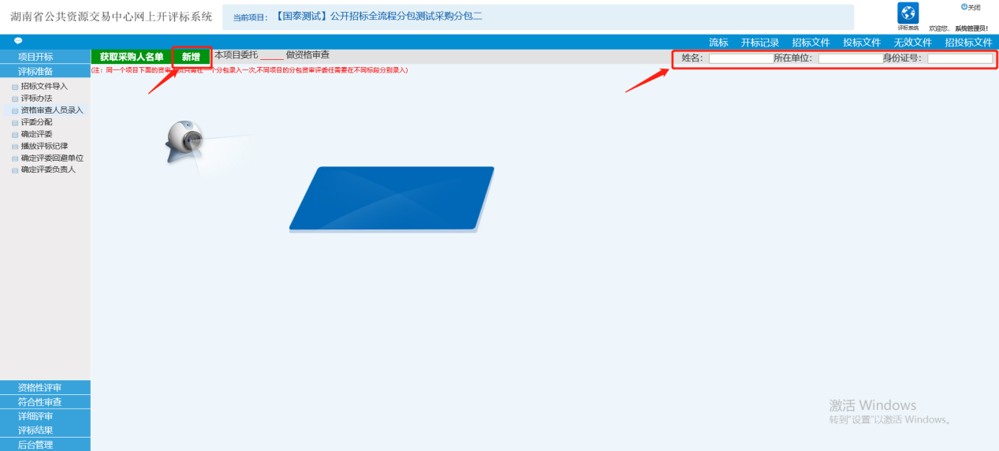 湖南省公共资源交易中心网上开评标系统
当前项目：【国泰测试】公开招标全流程分包测试采购分包二
评标系统
关闭
欢迎您， 系统管理员!
流标 开标记录 招标文件 投标文件 无效文件 招投标文件
项目开标
评标准备
招标文件导入
评标办法
资格审查人员录入
评委分配
确定评委
播放评标纪律
确定评委回避单位
确定评委负责人
资格性评审
符合性审查
详细评审
评标结果
后台管理
获取采购人名单 新增 本项目委托 _____ 做资格审查
姓名： 所在单位： 身份证号：
(注：同一个项目下面的资审 员只需在一个分包录入一次,不同项目的分包资审评委任需要在不同标段分别录入)
激活 Windows
转到"设置"以激活 Windows。